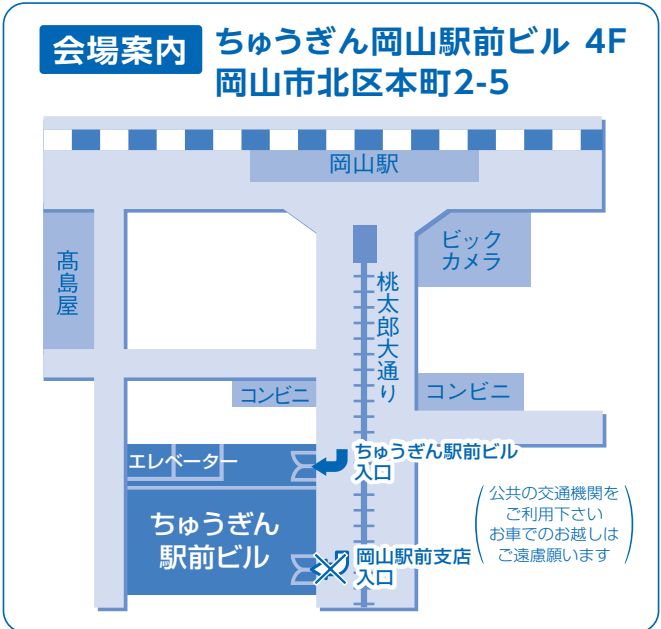 会場案内
ちゅうぎん岡山駅前ビル 4F
岡山市北区本町2-5
岡山駅
髙島屋
ビック
カメラ
桃太郎大通り
コンビニ
コンビニ
エレベーター
ちゅうぎん駅前ビル
入口
ちゅうぎん
駅前ビル
岡山駅前支店
入口
公共の交通機関を
ご利用下さい
お車でのお越しは
ご遠慮願います